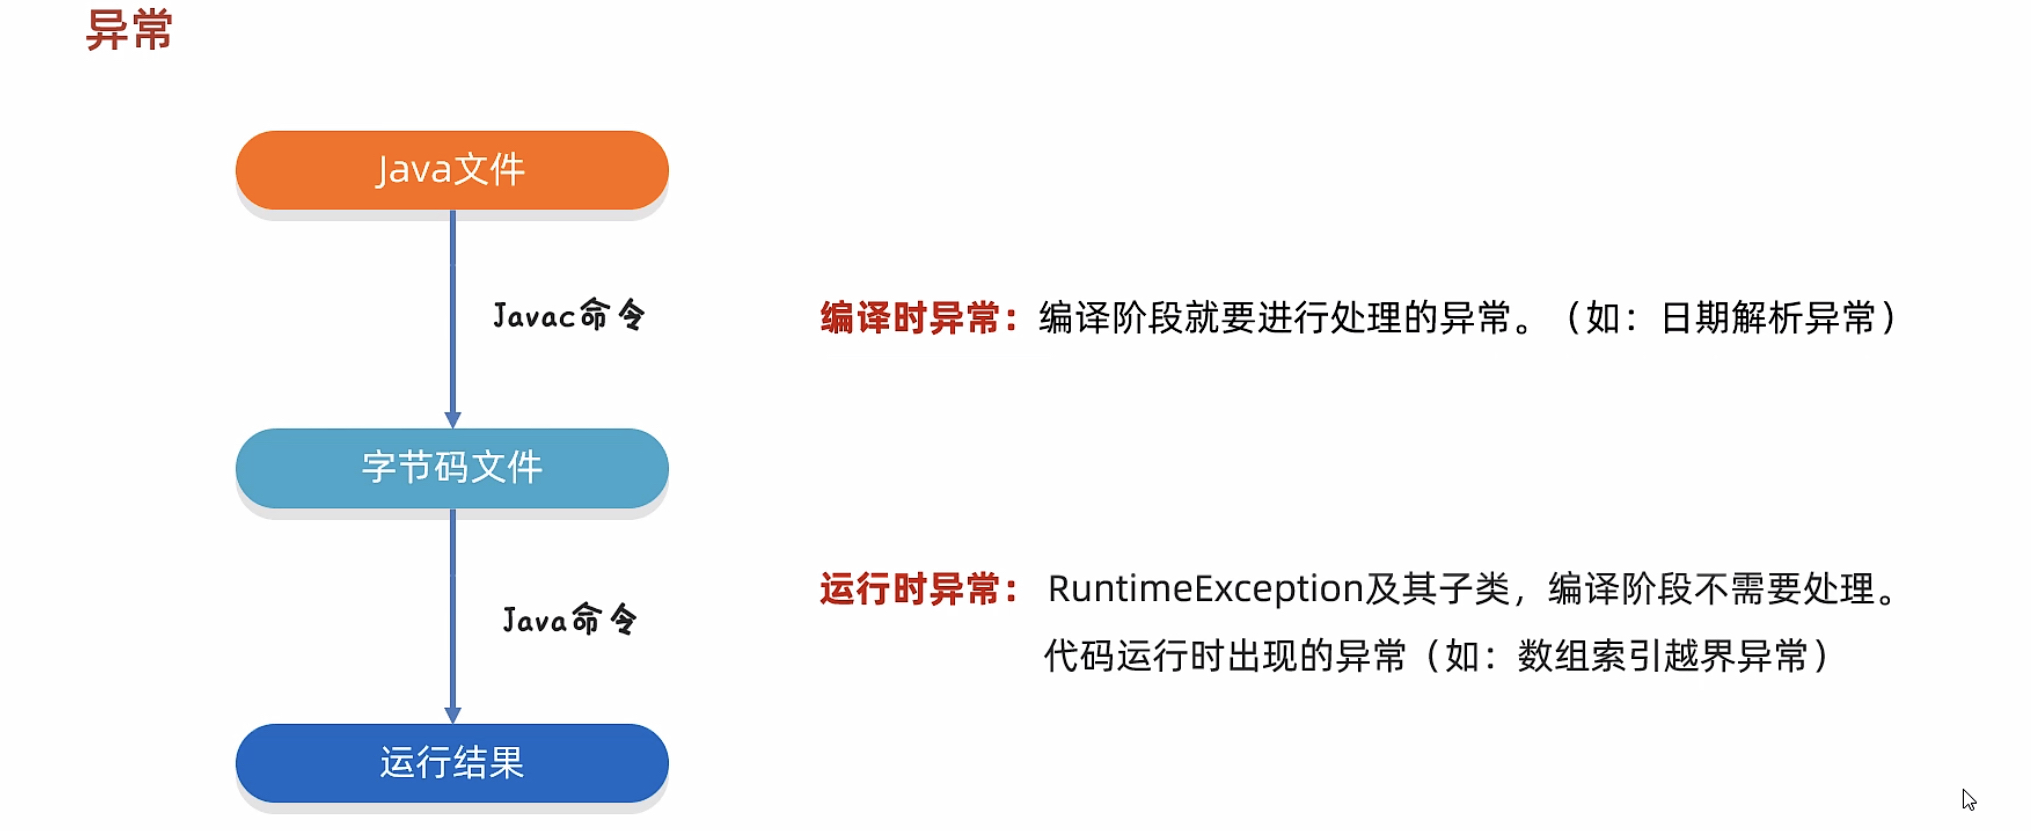 异常
Java文件
Javac命令
编译时异常：编译阶段就要进行处理的异常。（如：日期解析异常）
字节码文件
运行时异常： RuntimeException及其子类，编译阶段不需要处理。
Java命令
代码运行时出现的异常（如：数组索引越界异常）
运行结果